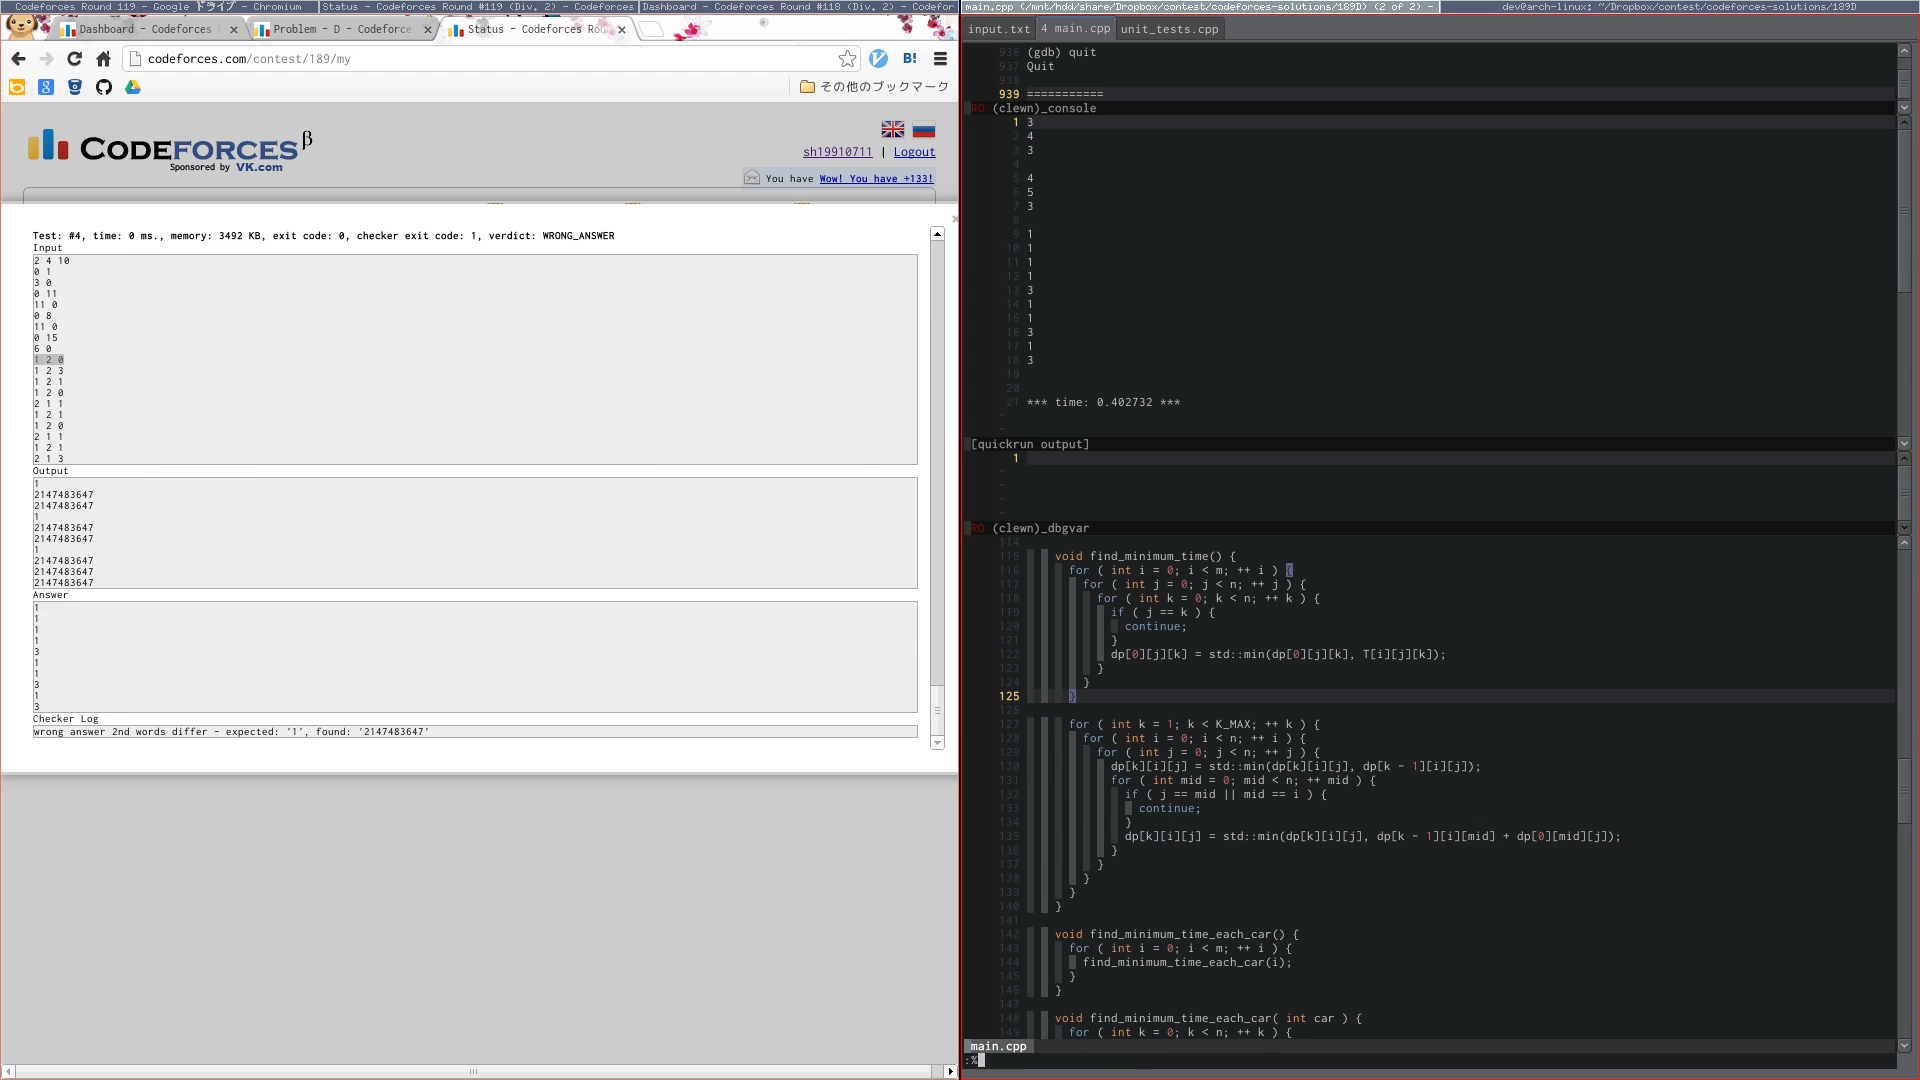 Codeforces Round 119 - Google ドライブ - Chromium
Status - Codeforces Round #119 (Div. 2) - Codeforces
Dashboard - Codeforces Round #118 (Div. 2) - Codefor
main.cpp (/mnt/hdd/share/Dropbox/contest/codeforces-solutions/189D) (2 of 2) -
dev@arch-linux: ~/Dropbox/contest/codeforces-solutions/189D
Dashboard - Codeforces
Problem - D - Codeforce
Status - Codeforces Rou
codeforces.com/contest/189/my
B!
その他のブックマーク
CODEFORCES β
Sponsored by VK.com
sh19910711 | Logout
You have Wow! You have +133!
Test: #4, time: 0 ms., memory: 3492 KB, exit code: 0, checker exit code: 1, verdict: WRONG_ANSWER
Input
2 4 10
0 1
3 0
0 11
11 0
0 8
11 0
0 15
6 0
1 2 0
1 2 3
1 2 1
1 2 0
2 1 1
1 2 1
1 2 0
2 1 1
1 2 1
2 1 3
Output
1
2147483647
2147483647
1
2147483647
2147483647
1
2147483647
2147483647
2147483647
Answer
1
1
1
1
3
1
1
3
1
3
Checker Log
wrong answer 2nd words differ - expected: '1', found: '2147483647'
input.txt
4 main.cpp
unit_tests.cpp
936 (gdb) quit
937 Quit
938
939 ===========
RO (clewn)_console
1 3
2 4
3 3
4
5 4
6 5
7 3
8
9 1
10 1
11 1
12 1
13 3
14 1
15 1
16 3
17 1
18 3
19
20
21 *** time: 0.402732 ***
~
~
[quickrun output]
1
~
~
~
~
RO (clewn)_dbgvar
114
115 void find_minimum_time() {
116 for ( int i = 0; i < m; ++ i ) {
117 for ( int j = 0; j < n; ++ j ) {
118 for ( int k = 0; k < n; ++ k ) {
119 if ( j == k ) {
120 continue;
121 }
122 dp[0][j][k] = std::min(dp[0][j][k], T[i][j][k]);
123 }
124 }
125 }
126
127 for ( int k = 1; k < K_MAX; ++ k ) {
128 for ( int i = 0; i < n; ++ i ) {
129 for ( int j = 0; j < n; ++ j ) {
130 dp[k][i][j] = std::min(dp[k][i][j], dp[k - 1][i][j]);
131 for ( int mid = 0; mid < n; ++ mid ) {
132 if ( j == mid || mid == i ) {
133 continue;
134 }
135 dp[k][i][j] = std::min(dp[k][i][j], dp[k - 1][i][mid] + dp[0][mid][j]);
136 }
137 }
138 }
139 }
140 }
141
142 void find_minimum_time_each_car() {
143 for ( int i = 0; i < m; ++ i ) {
144 find_minimum_time_each_car(i);
145 }
146 }
147
148 void find_minimum_time_each_car( int car ) {
149 for ( int k = 0; k < n; ++ k ) {
main.cpp
:%